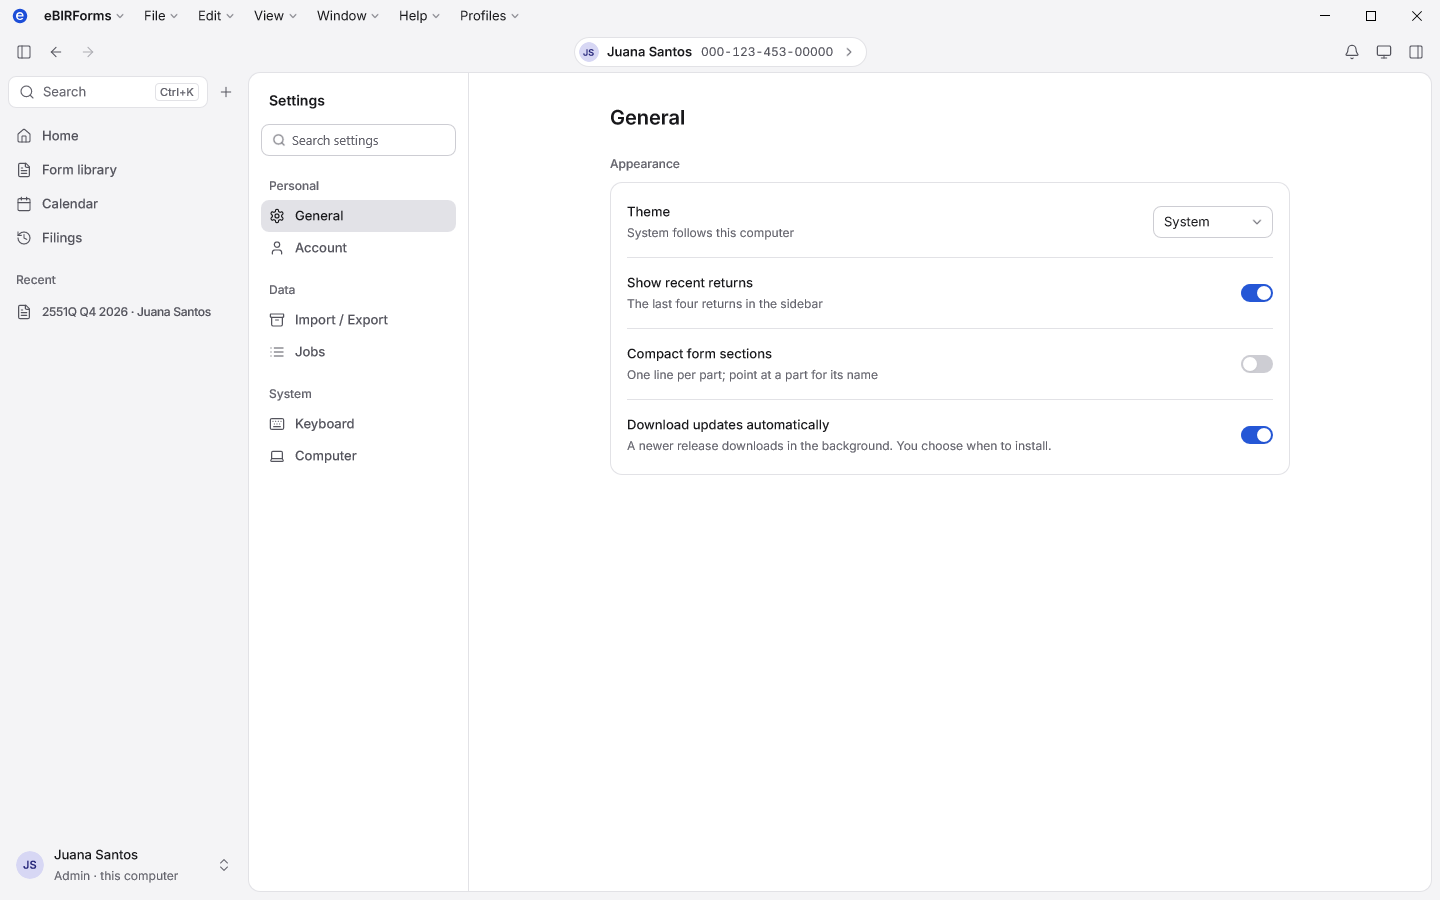 eBIRForms File Edit View Window Help Profiles
JS Juana Santos 000-123-453-00000
Search Ctrl+K
Home
Form library
Calendar
Filings
Recent
2551Q Q4 2026 · Juana Santos
JS Juana Santos
Admin · this computer
Settings
Search settings
Personal
General
Account
Data
Import / Export
Jobs
System
Keyboard
Computer
General
Appearance
Theme
System follows this computer
System
Show recent returns
The last four returns in the sidebar
Compact form sections
One line per part; point at a part for its name
Download updates automatically
A newer release downloads in the background. You choose when to install.